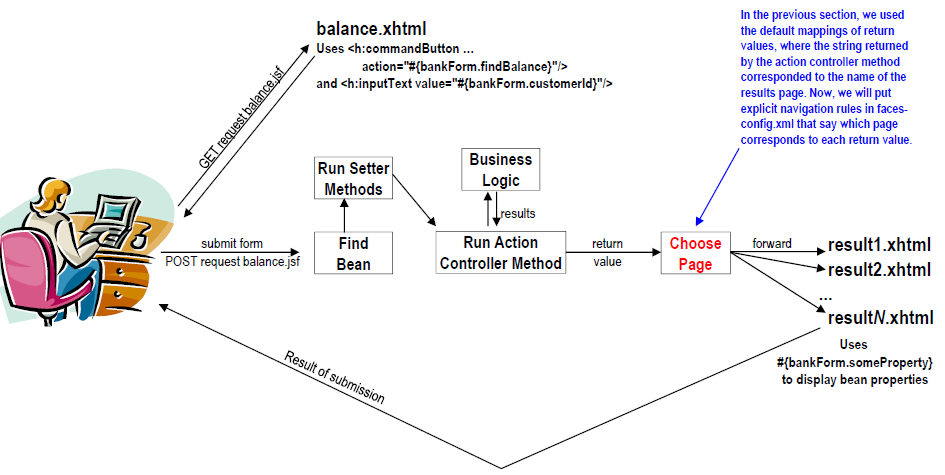 balance.xhtml
Uses <h:commandButton ...
action="#{bankForm.findBalance}"/>
and <h:inputText value="#{bankForm.customerId}"/>
In the previous section, we used
the default mappings of return
values, where the string returned
by the action controller method
corresponded to the name of the
results page. Now, we will put
explicit navigation rules in faces-
config.xml that say which page
corresponds to each return value.
GET request balance.jsf
Run Setter
Methods
Business
Logic
results
submit form
POST request balance.jsf
Find
Bean
Run Action
Controller Method
return
value
Choose
Page
forward
result1.xhtml
result2.xhtml
...
resultN.xhtml
Uses
#{bankForm.someProperty}
to display bean properties
Result of submission